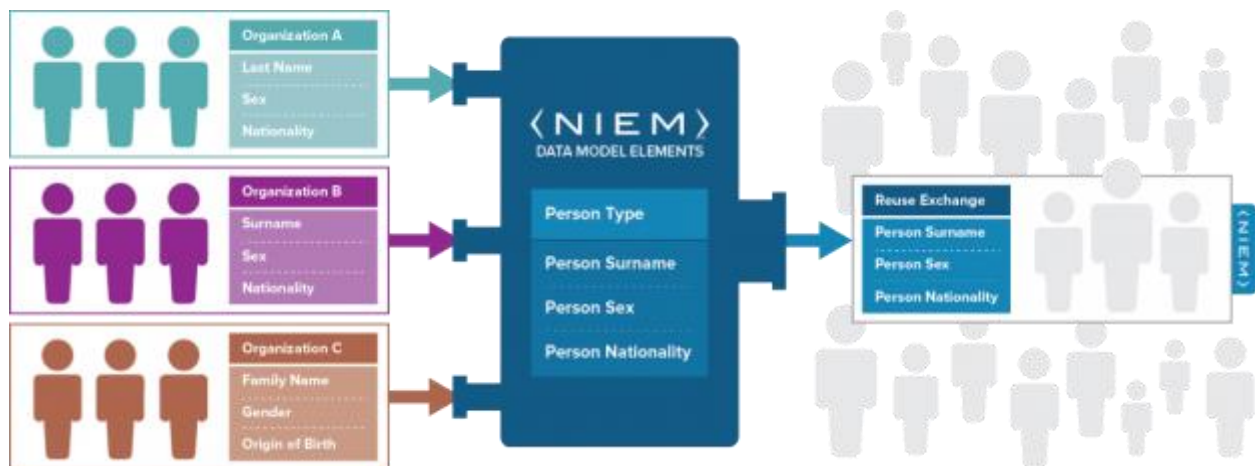 Organization A
Last Name
Sex
Nationality
Organization B
Surname
Sex
Nationality
Organization C
Family Name
Gender
Origin of Birth
〈NIEM〉
DATA MODEL ELEMENTS
Person Type
Person Surname
Person Sex
Person Nationality
Reuse Exchange
Person Surname
Person Sex
Person Nationality
〈NIEM〉